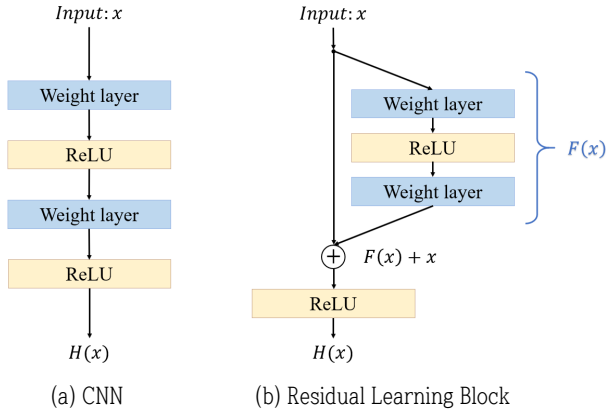 Input: x
Weight layer
ReLU
Weight layer
ReLU
H(x)
(a) CNN
Input: x
Weight layer
ReLU
Weight layer
F(x)
+
F(x) + x
ReLU
H(x)
(b) Residual Learning Block